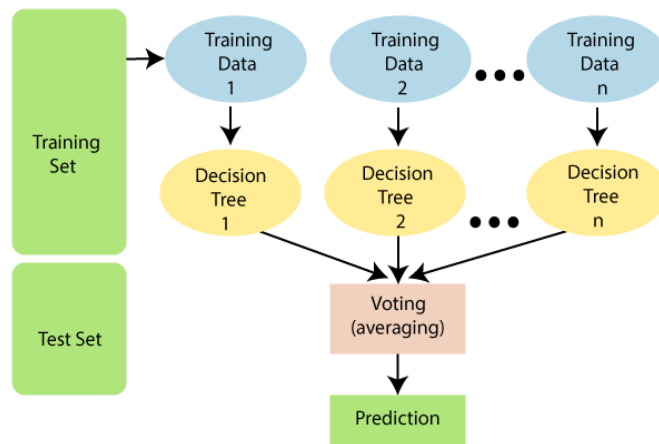 Training
Set
Test Set
Training
Data
1
Training
Data
2
Training
Data
n
Decision
Tree
1
Decision
Tree
2
Decision
Tree
n
Voting
(averaging)
Prediction